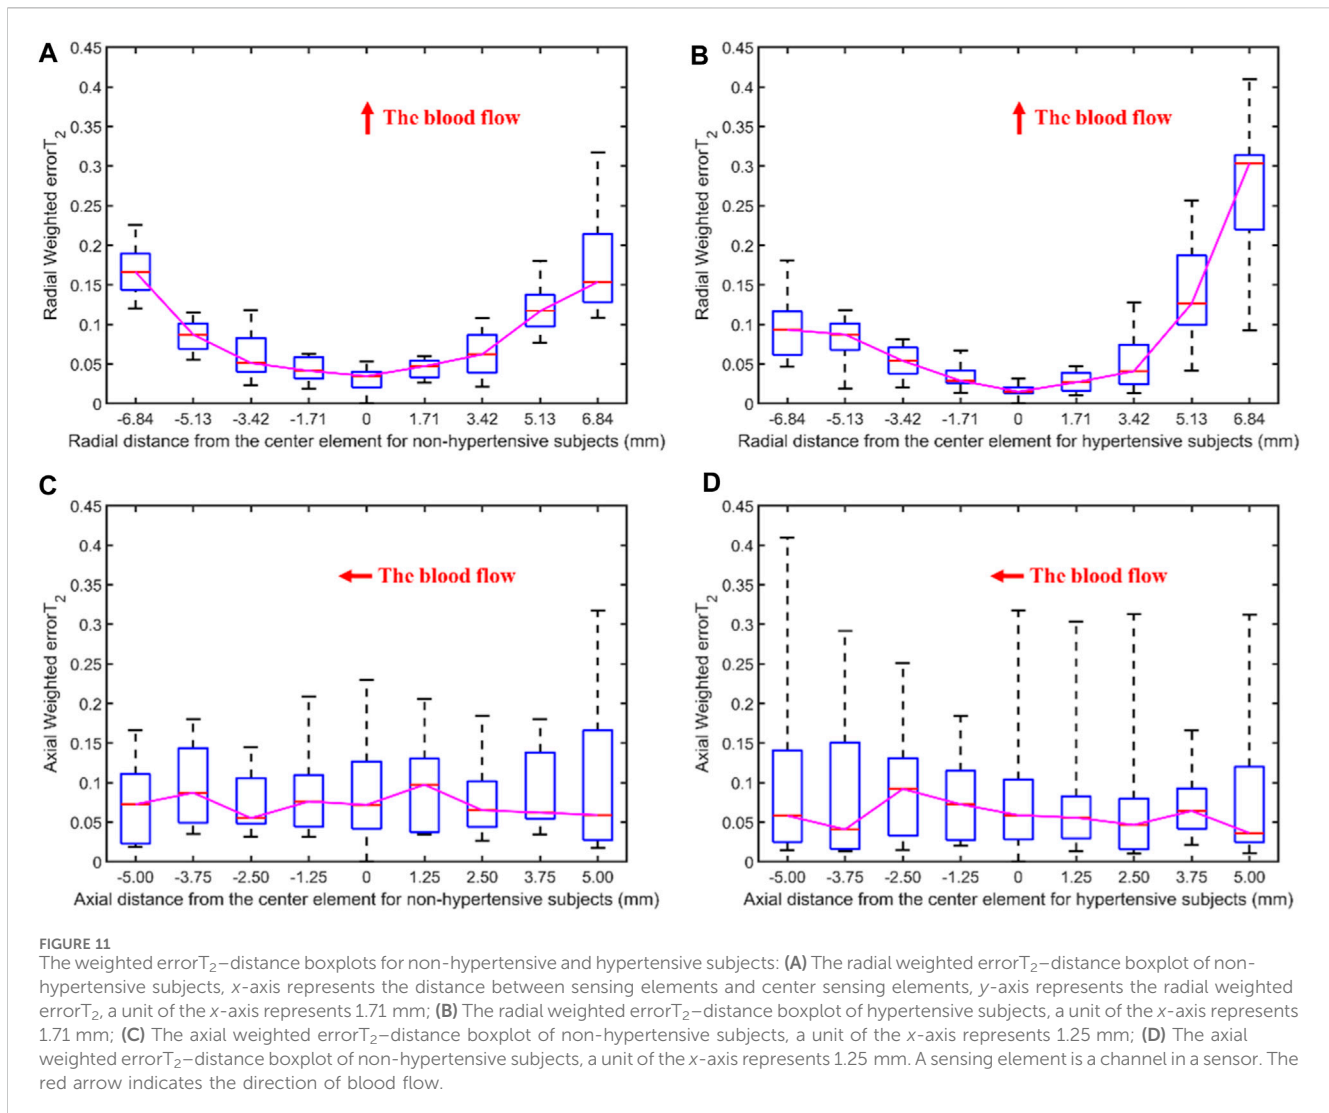 A
0.45
0.4
0.35
0.3
0.25
0.2
0.15
0.1
0.05
0
Radial Weighted errorT2
The blood flow
-6.84 -5.13 -3.42 -1.71 0 1.71 3.42 5.13 6.84
Radial distance from the center element for non-hypertensive subjects (mm)
B
0.45
0.4
0.35
0.3
0.25
0.2
0.15
0.1
0.05
0
Radial Weighted errorT2
The blood flow
-6.84 -5.13 -3.42 -1.71 0 1.71 3.42 5.13 6.84
Radial distance from the center element for hypertensive subjects (mm)
C
0.45
0.4
0.35
0.3
0.25
0.2
0.15
0.1
0.05
0
Axial Weighted errorT2
The blood flow
-5.00 -3.75 -2.50 -1.25 0 1.25 2.50 3.75 5.00
Axial distance from the center element for non-hypertensive subjects (mm)
D
0.45
0.4
0.35
0.3
0.25
0.2
0.15
0.1
0.05
0
Axial Weighted errorT2
The blood flow
-5.00 -3.75 -2.50 -1.25 0 1.25 2.50 3.75 5.00
Axial distance from the center element for hypertensive subjects (mm)
FIGURE 11
The weighted errorT2–distance boxplots for non-hypertensive and hypertensive subjects: (A) The radial weighted errorT2–distance boxplot of non-
hypertensive subjects, x-axis represents the distance between sensing elements and center sensing elements, y-axis represents the radial weighted
errorT2, a unit of the x-axis represents 1.71 mm; (B) The radial weighted errorT2–distance boxplot of hypertensive subjects, a unit of the x-axis represents
1.71 mm; (C) The axial weighted errorT2–distance boxplot of non-hypertensive subjects, a unit of the x-axis represents 1.25 mm; (D) The axial
weighted errorT2–distance boxplot of non-hypertensive subjects, a unit of the x-axis represents 1.25 mm. A sensing element is a channel in a sensor. The
red arrow indicates the direction of blood flow.